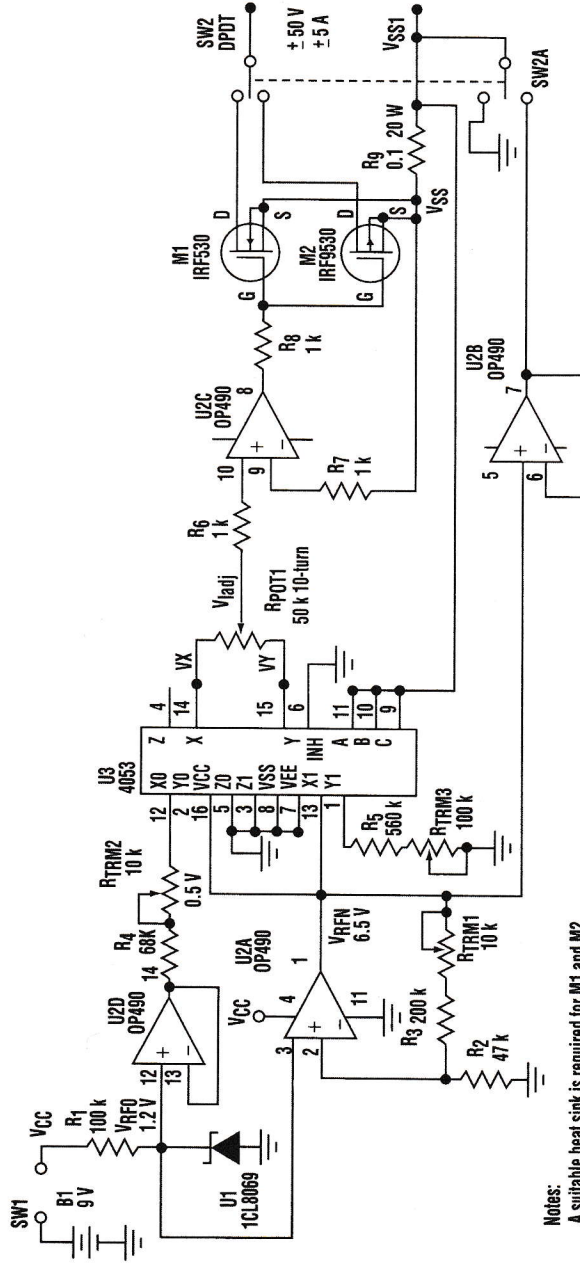 SW1
B1
9 V
VCC
R1
100 k
VRF0
1.2 V
U1
1CL8069
12
13
+
–
U2D
OP490
14
R4
68K
RTRM2
10 k
0.5 V
VCC
U2A
OP490
3
2
4
11
1
+
–
VRFN
6.5 V
R3 200 k
RTRM1
10 k
R2
47 k
U3
4053
12 X0
2 Y0
16 VCC
5 Z0
3 Z1
8 VSS
7 VEE
13 X1
1 Y1
Z 4
X 14
Y 15
INH 6
A 11
B 10
C 9
R5
560 k
RTRM3
100 k
VX
VY
VIadj
RPOT1
50 k 10-turn
R6
1 k
10
9
+
–
U2C
OP490
8
R7
1 k
R8
1 k
M1
IRF530
G
D
S
M2
IRF9530
G
D
S
VSS
R9
0.1 20 W
SW2
DPDT
± 50 V
± 5 A
VSS1
SW2A
U2B
OP490
5
6
7
+
–
Notes:
A suitable heat sink is required for M1 and M2